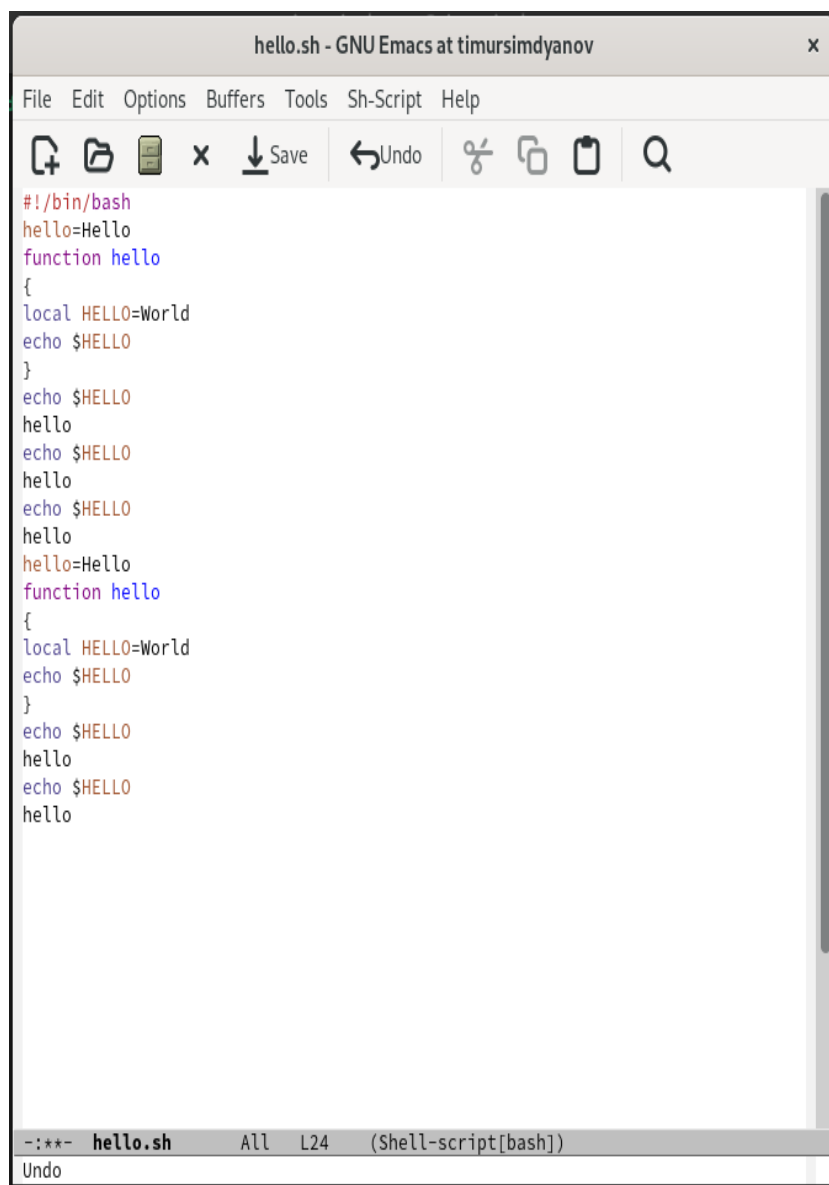 hello.sh - GNU Emacs at timursimdyanov x
File Edit Options Buffers Tools Sh-Script Help
Save Undo
#!/bin/bash
hello=Hello
function hello
{
local HELLO=World
echo $HELLO
}
echo $HELLO
hello
echo $HELLO
hello
echo $HELLO
hello
hello=Hello
function hello
{
local HELLO=World
echo $HELLO
}
echo $HELLO
hello
echo $HELLO
hello
-:**- hello.sh All L24 (Shell-script[bash])
Undo